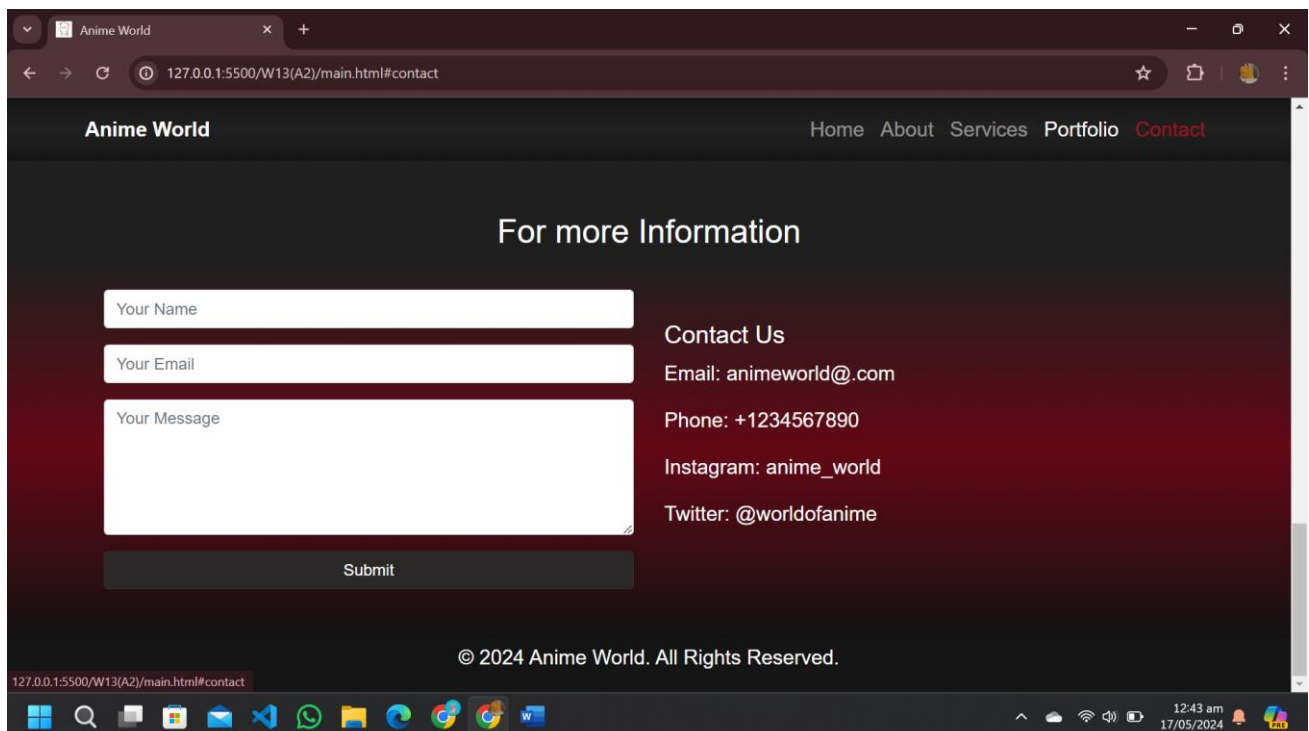 Anime World
127.0.0.1:5500/W13(A2)/main.html#contact
Anime World Home About Services Portfolio Contact
For more Information
Your Name
Your Email
Your Message
Submit
Contact Us
Email: animeworld@.com
Phone: +1234567890
Instagram: anime_world
Twitter: @worldofanime
© 2024 Anime World. All Rights Reserved.
127.0.0.1:5500/W13(A2)/main.html#contact
12:43 am
17/05/2024
PRE